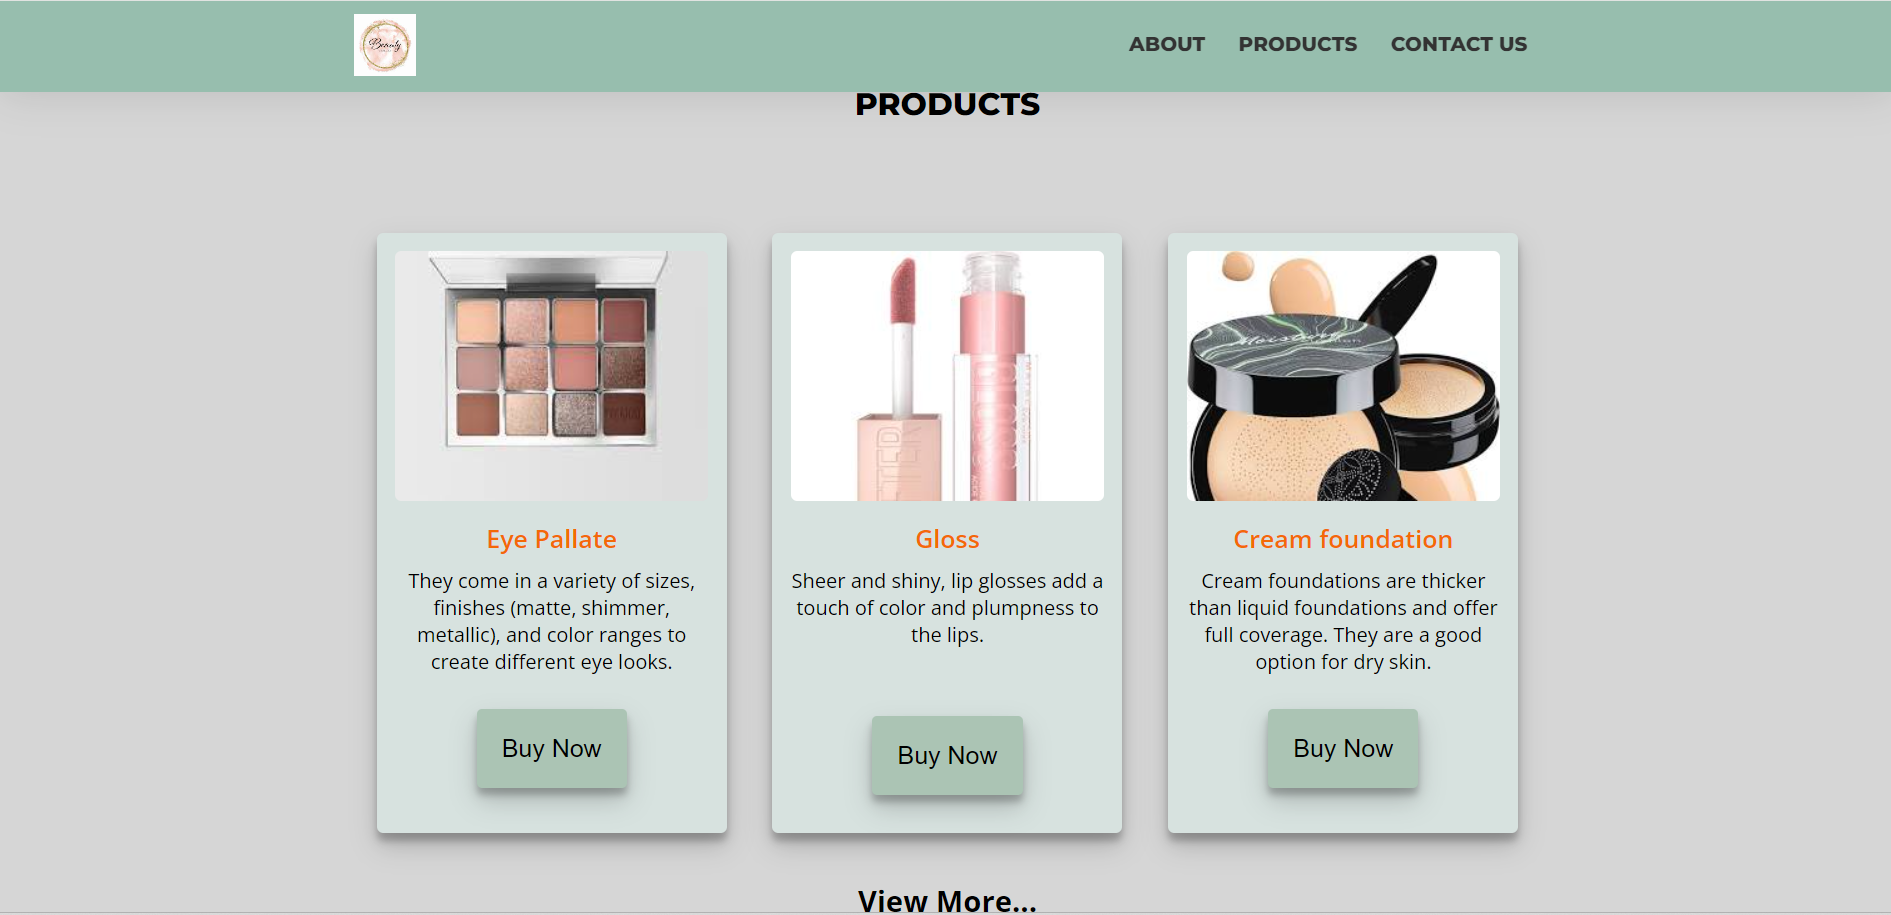 Beauty
ABOUT PRODUCTS CONTACT US
PRODUCTS
Moisture
Eye Pallate
Gloss
Cream foundation
They come in a variety of sizes,
finishes (matte, shimmer,
metallic), and color ranges to
create different eye looks.
Sheer and shiny, lip glosses add a
touch of color and plumpness to
the lips.
Cream foundations are thicker
than liquid foundations and offer
full coverage. They are a good
option for dry skin.
Buy Now
Buy Now
Buy Now
View More...